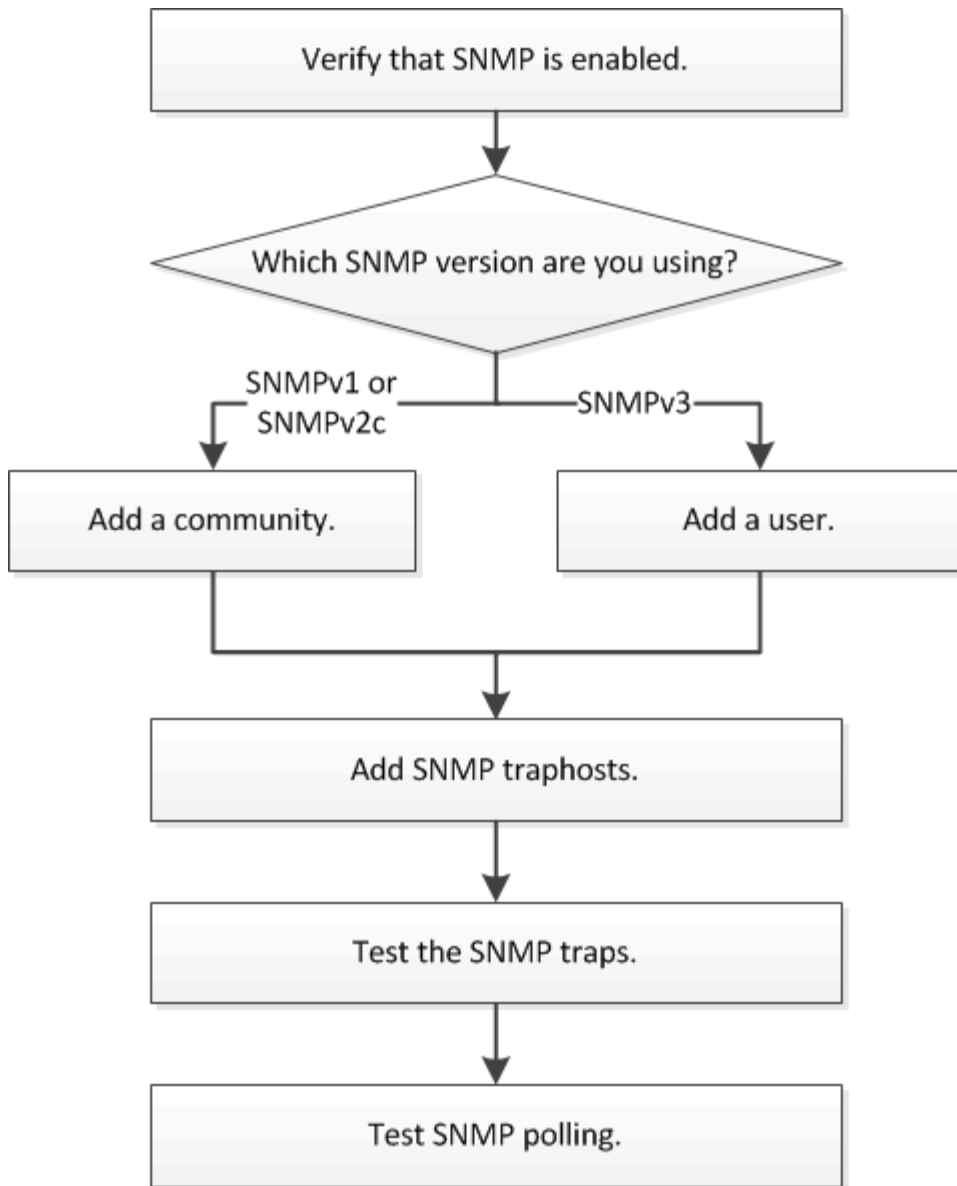 Verify that SNMP is enabled.
Which SNMP version are you using?
SNMPv1 or
SNMPv2c
SNMPv3
Add a community.
Add a user.
Add SNMP traphosts.
Test the SNMP traps.
Test SNMP polling.